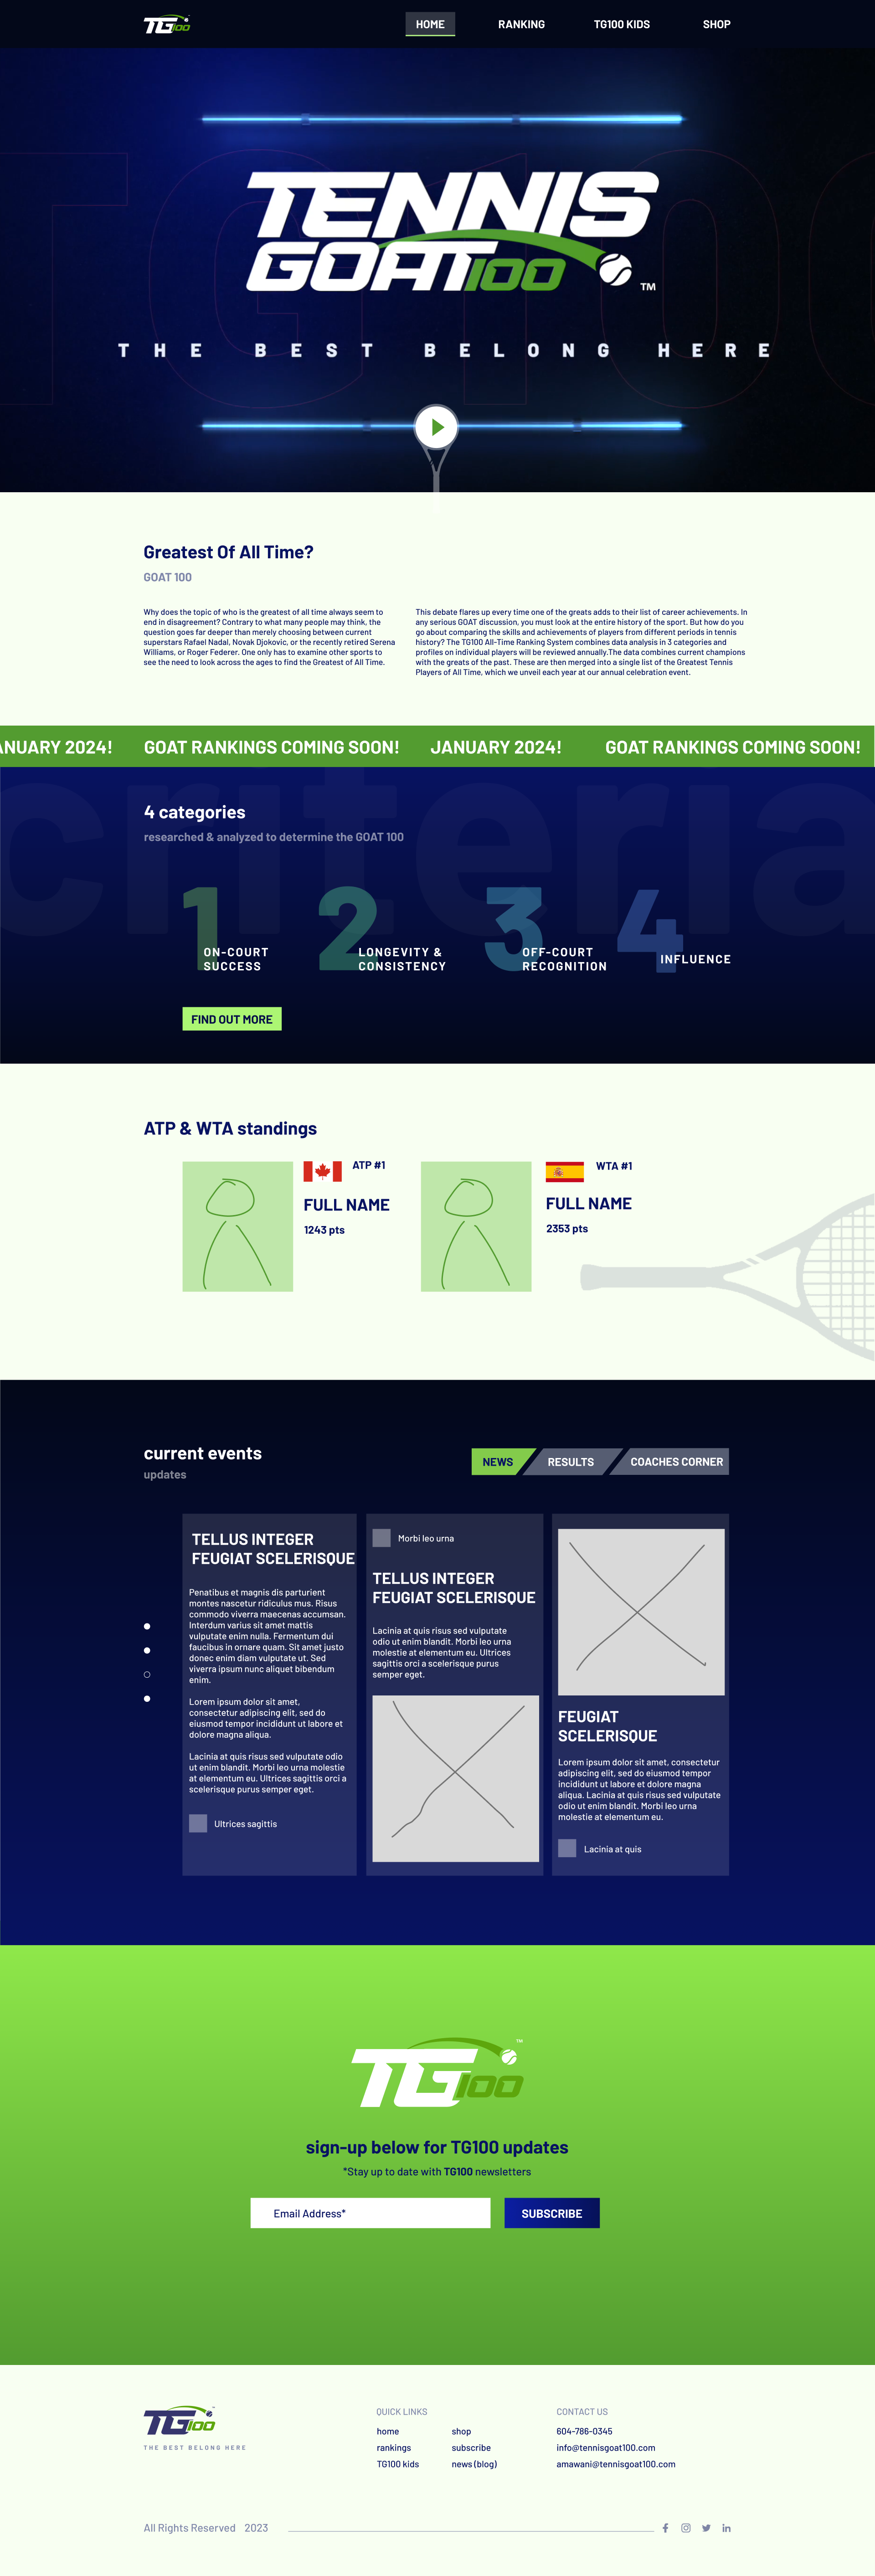 TG100
HOME
RANKING
TG100 KIDS
SHOP
TG100
TENNIS
GOAT100
TM
THE BEST BELONG HERE
Greatest Of All Time?
GOAT 100
Why does the topic of who is the greatest of all time always seem to
end in disagreement? Contrary to what many people may think, the
question goes far deeper than merely choosing between current
superstars Rafael Nadal, Novak Djokovic, or the recently retired Serena
Williams, or Roger Federer. One only has to examine other sports to
see the need to look across the ages to find the Greatest of All Time.
This debate flares up every time one of the greats adds to their list of career achievements. In
any serious GOAT discussion, you must look at the entire history of the sport. But how do you
go about comparing the skills and achievements of players from different periods in tennis
history? The TG100 All-Time Ranking System combines data analysis in 3 categories and
profiles on individual players will be reviewed annually.The data combines current champions
with the greats of the past. These are then merged into a single list of the Greatest Tennis
Players of All Time, which we unveil each year at our annual celebration event.
ANUARY 2024! GOAT RANKINGS COMING SOON! JANUARY 2024! GOAT RANKINGS COMING SOON!
criteria
4 categories
researched & analyzed to determine the GOAT 100
1
ON-COURT
SUCCESS
2
LONGEVITY &
CONSISTENCY
3
OFF-COURT
RECOGNITION
4
INFLUENCE
FIND OUT MORE
ATP & WTA standings
ATP #1
FULL NAME
1243 pts
WTA #1
FULL NAME
2353 pts
current events
updates
NEWS
RESULTS
COACHES CORNER
TELLUS INTEGER
FEUGIAT SCELERISQUE
Penatibus et magnis dis parturient
montes nascetur ridiculus mus. Risus
commodo viverra maecenas accumsan.
Interdum varius sit amet mattis
vulputate enim nulla. Fermentum dui
faucibus in ornare quam. Sit amet justo
donec enim diam vulputate ut. Sed
viverra ipsum nunc aliquet bibendum
enim.
Lorem ipsum dolor sit amet,
consectetur adipiscing elit, sed do
eiusmod tempor incididunt ut labore et
dolore magna aliqua.
Lacinia at quis risus sed vulputate odio
ut enim blandit. Morbi leo urna molestie
at elementum eu. Ultrices sagittis orci a
scelerisque purus semper eget.
Ultrices sagittis
Morbi leo urna
TELLUS INTEGER
FEUGIAT SCELERISQUE
Lacinia at quis risus sed vulputate
odio ut enim blandit. Morbi leo urna
molestie at elementum eu. Ultrices
sagittis orci a scelerisque purus
semper eget.
FEUGIAT
SCELERISQUE
Lorem ipsum dolor sit amet, consectetur
adipiscing elit, sed do eiusmod tempor
incididunt ut labore et dolore magna
aliqua. Lacinia at quis risus sed vulputate
odio ut enim blandit. Morbi leo urna
molestie at elementum eu.
Lacinia at quis
TG100
TM
sign-up below for TG100 updates
*Stay up to date with TG100 newsletters
Email Address*
SUBSCRIBE
TG100
THE BEST BELONG HERE
QUICK LINKS
home
rankings
TG100 kids
shop
subscribe
news (blog)
CONTACT US
604-786-0345
info@tennisgoat100.com
amawani@tennisgoat100.com
All Rights Reserved 2023